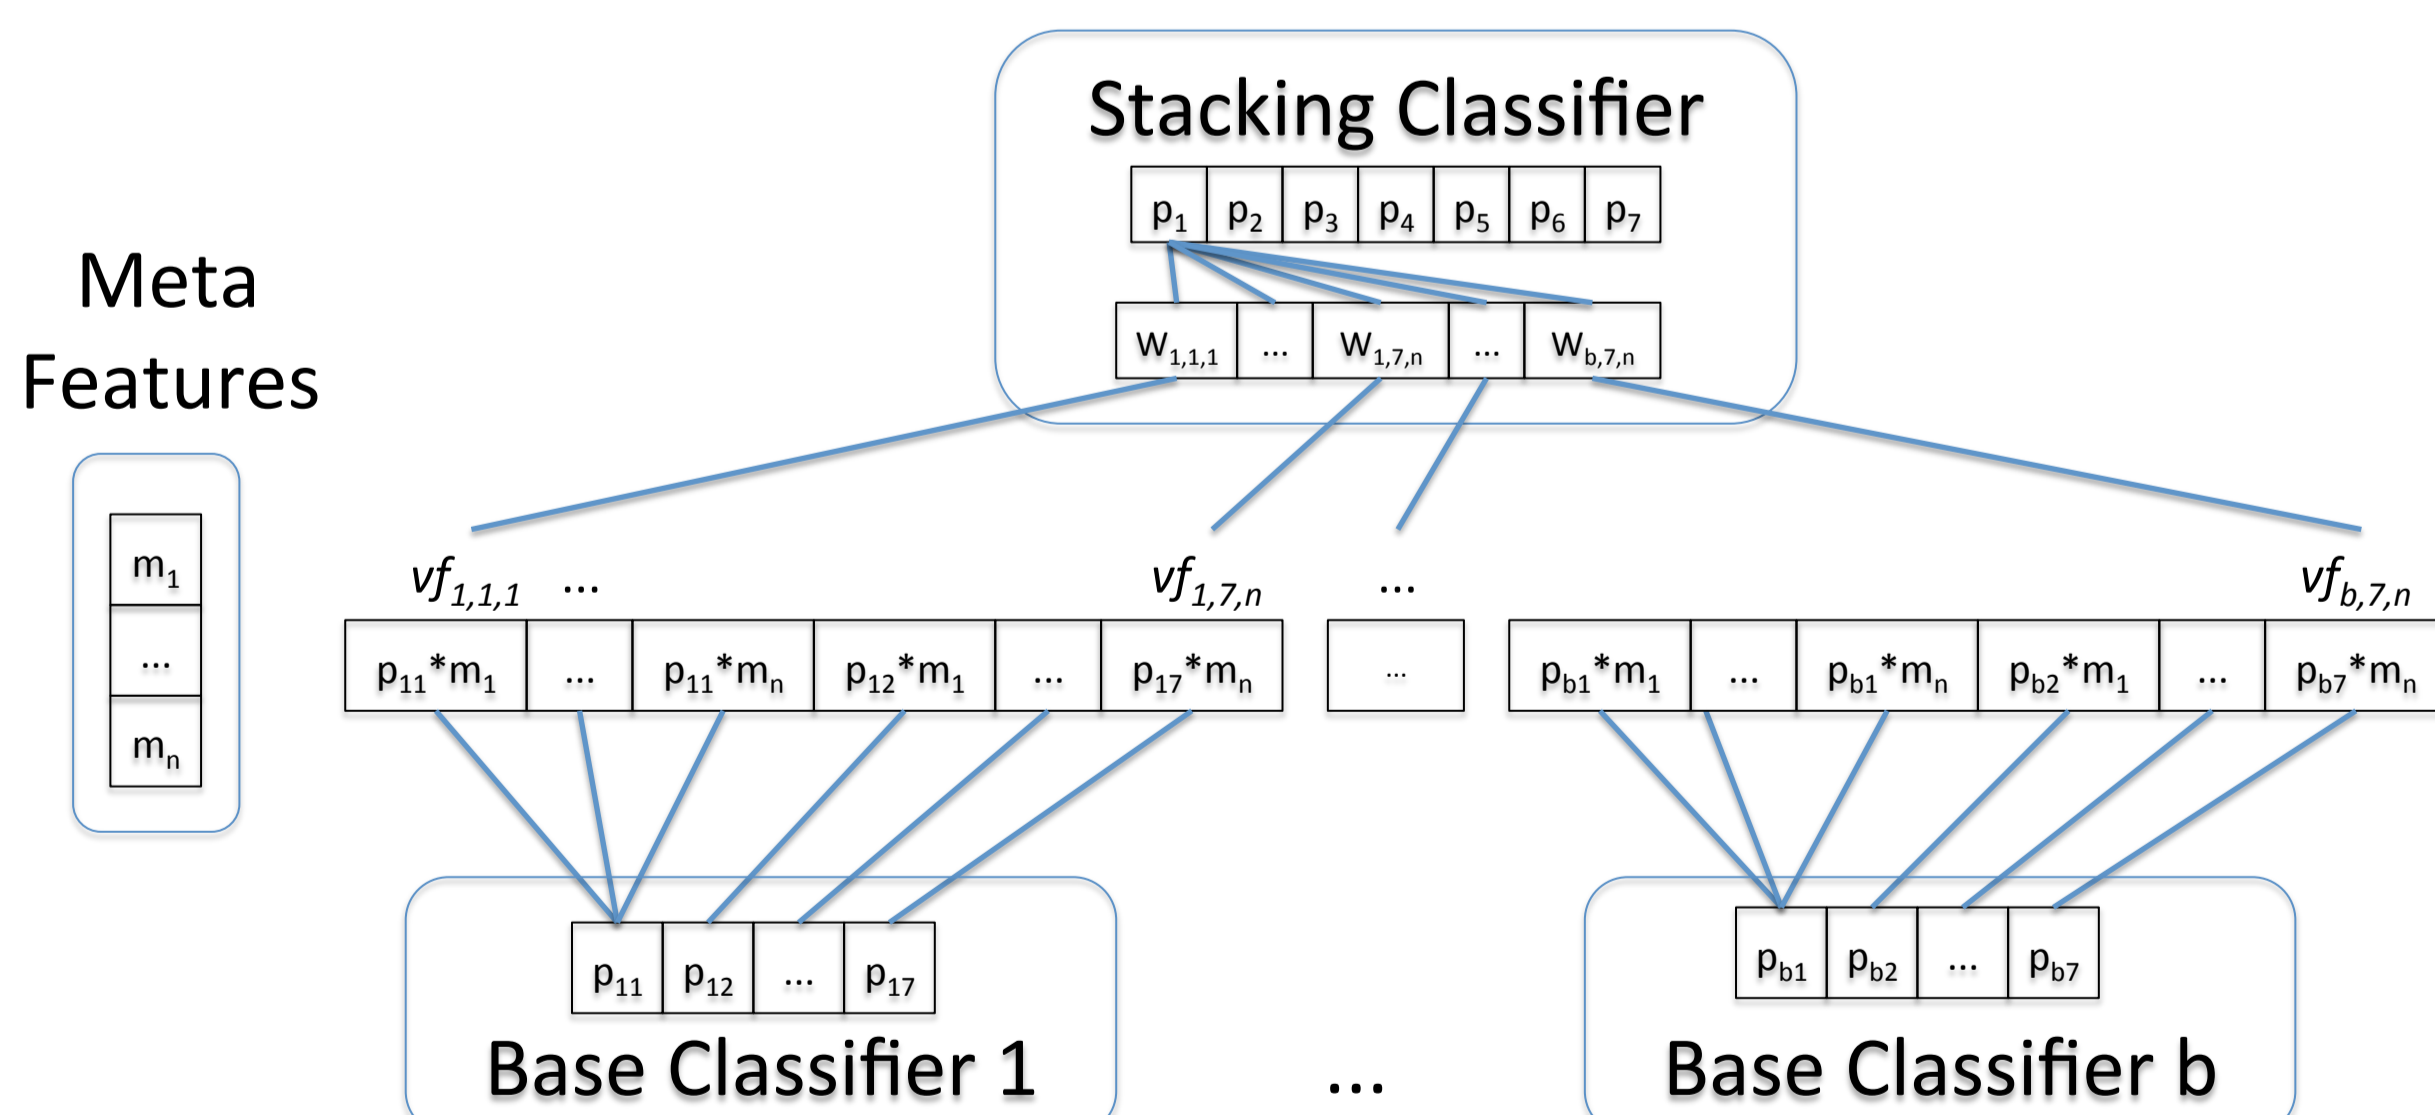 Stacking Classifier
p1 p2 p3 p4 p5 p6 p7
W1,1,1 ... W1,7,n ... Wb,7,n
Meta
Features
m1
...
mn
vf1,1,1 ... vf1,7,n ... vfb,7,n
p11*m1 ... p11*mn p12*m1 ... p17*mn ... pb1*m1 ... pb1*mn pb2*m1 ... pb7*mn
p11 p12 ... p17 pb1 pb2 ... pb7
Base Classifier 1 ... Base Classifier b